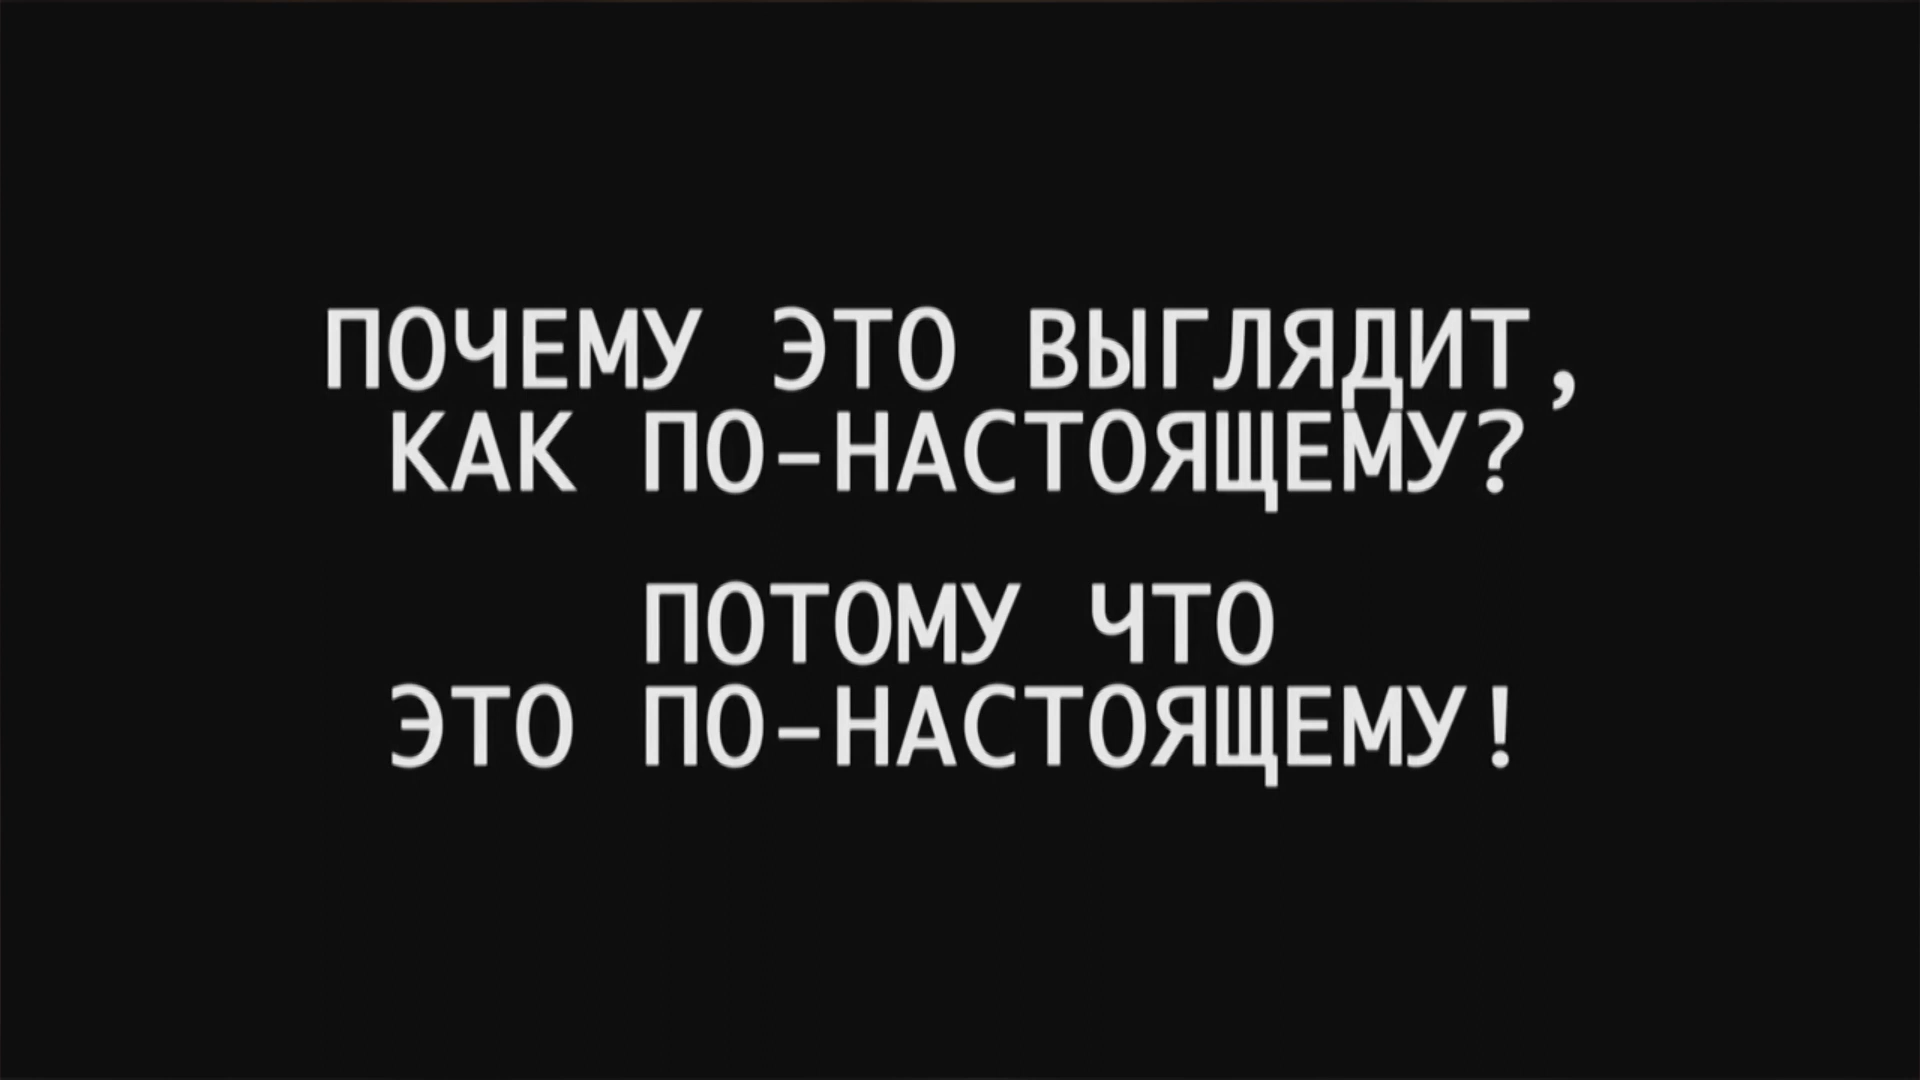 ПОЧЕМУ ЭТО ВЫГЛЯДИТ,
КАК ПО-НАСТОЯЩЕМУ?
ПОТОМУ ЧТО
ЭТО ПО-НАСТОЯЩЕМУ!